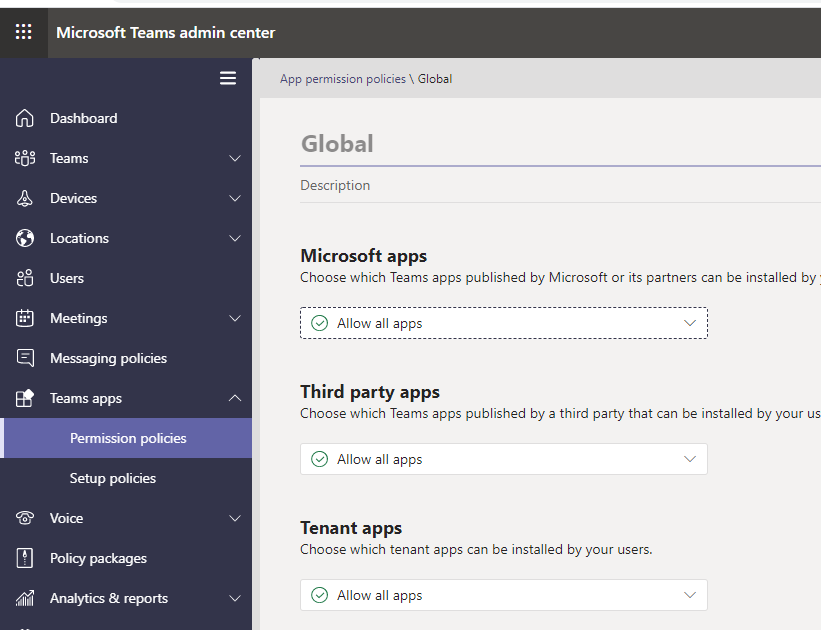 Microsoft Teams admin center
Dashboard
Teams
Devices
Locations
Users
Meetings
Messaging policies
Teams apps
Permission policies
Setup policies
Voice
Policy packages
Analytics & reports
App permission policies \ Global
Global
Description
Microsoft apps
Choose which Teams apps published by Microsoft or its partners can be installed by
Allow all apps
Third party apps
Choose which Teams apps published by a third party that can be installed by your us
Allow all apps
Tenant apps
Choose which tenant apps can be installed by your users.
Allow all apps